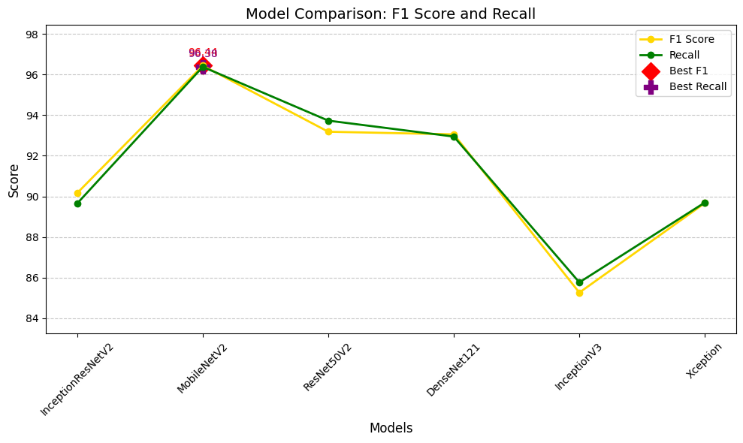 Model Comparison: F1 Score and Recall
98
96
94
92
90
88
86
84
Score
F1 Score
Recall
Best F1
Best Recall
InceptionResNetV2
MobileNetV2
ResNet50V2
DenseNet121
InceptionV3
Xception
Models